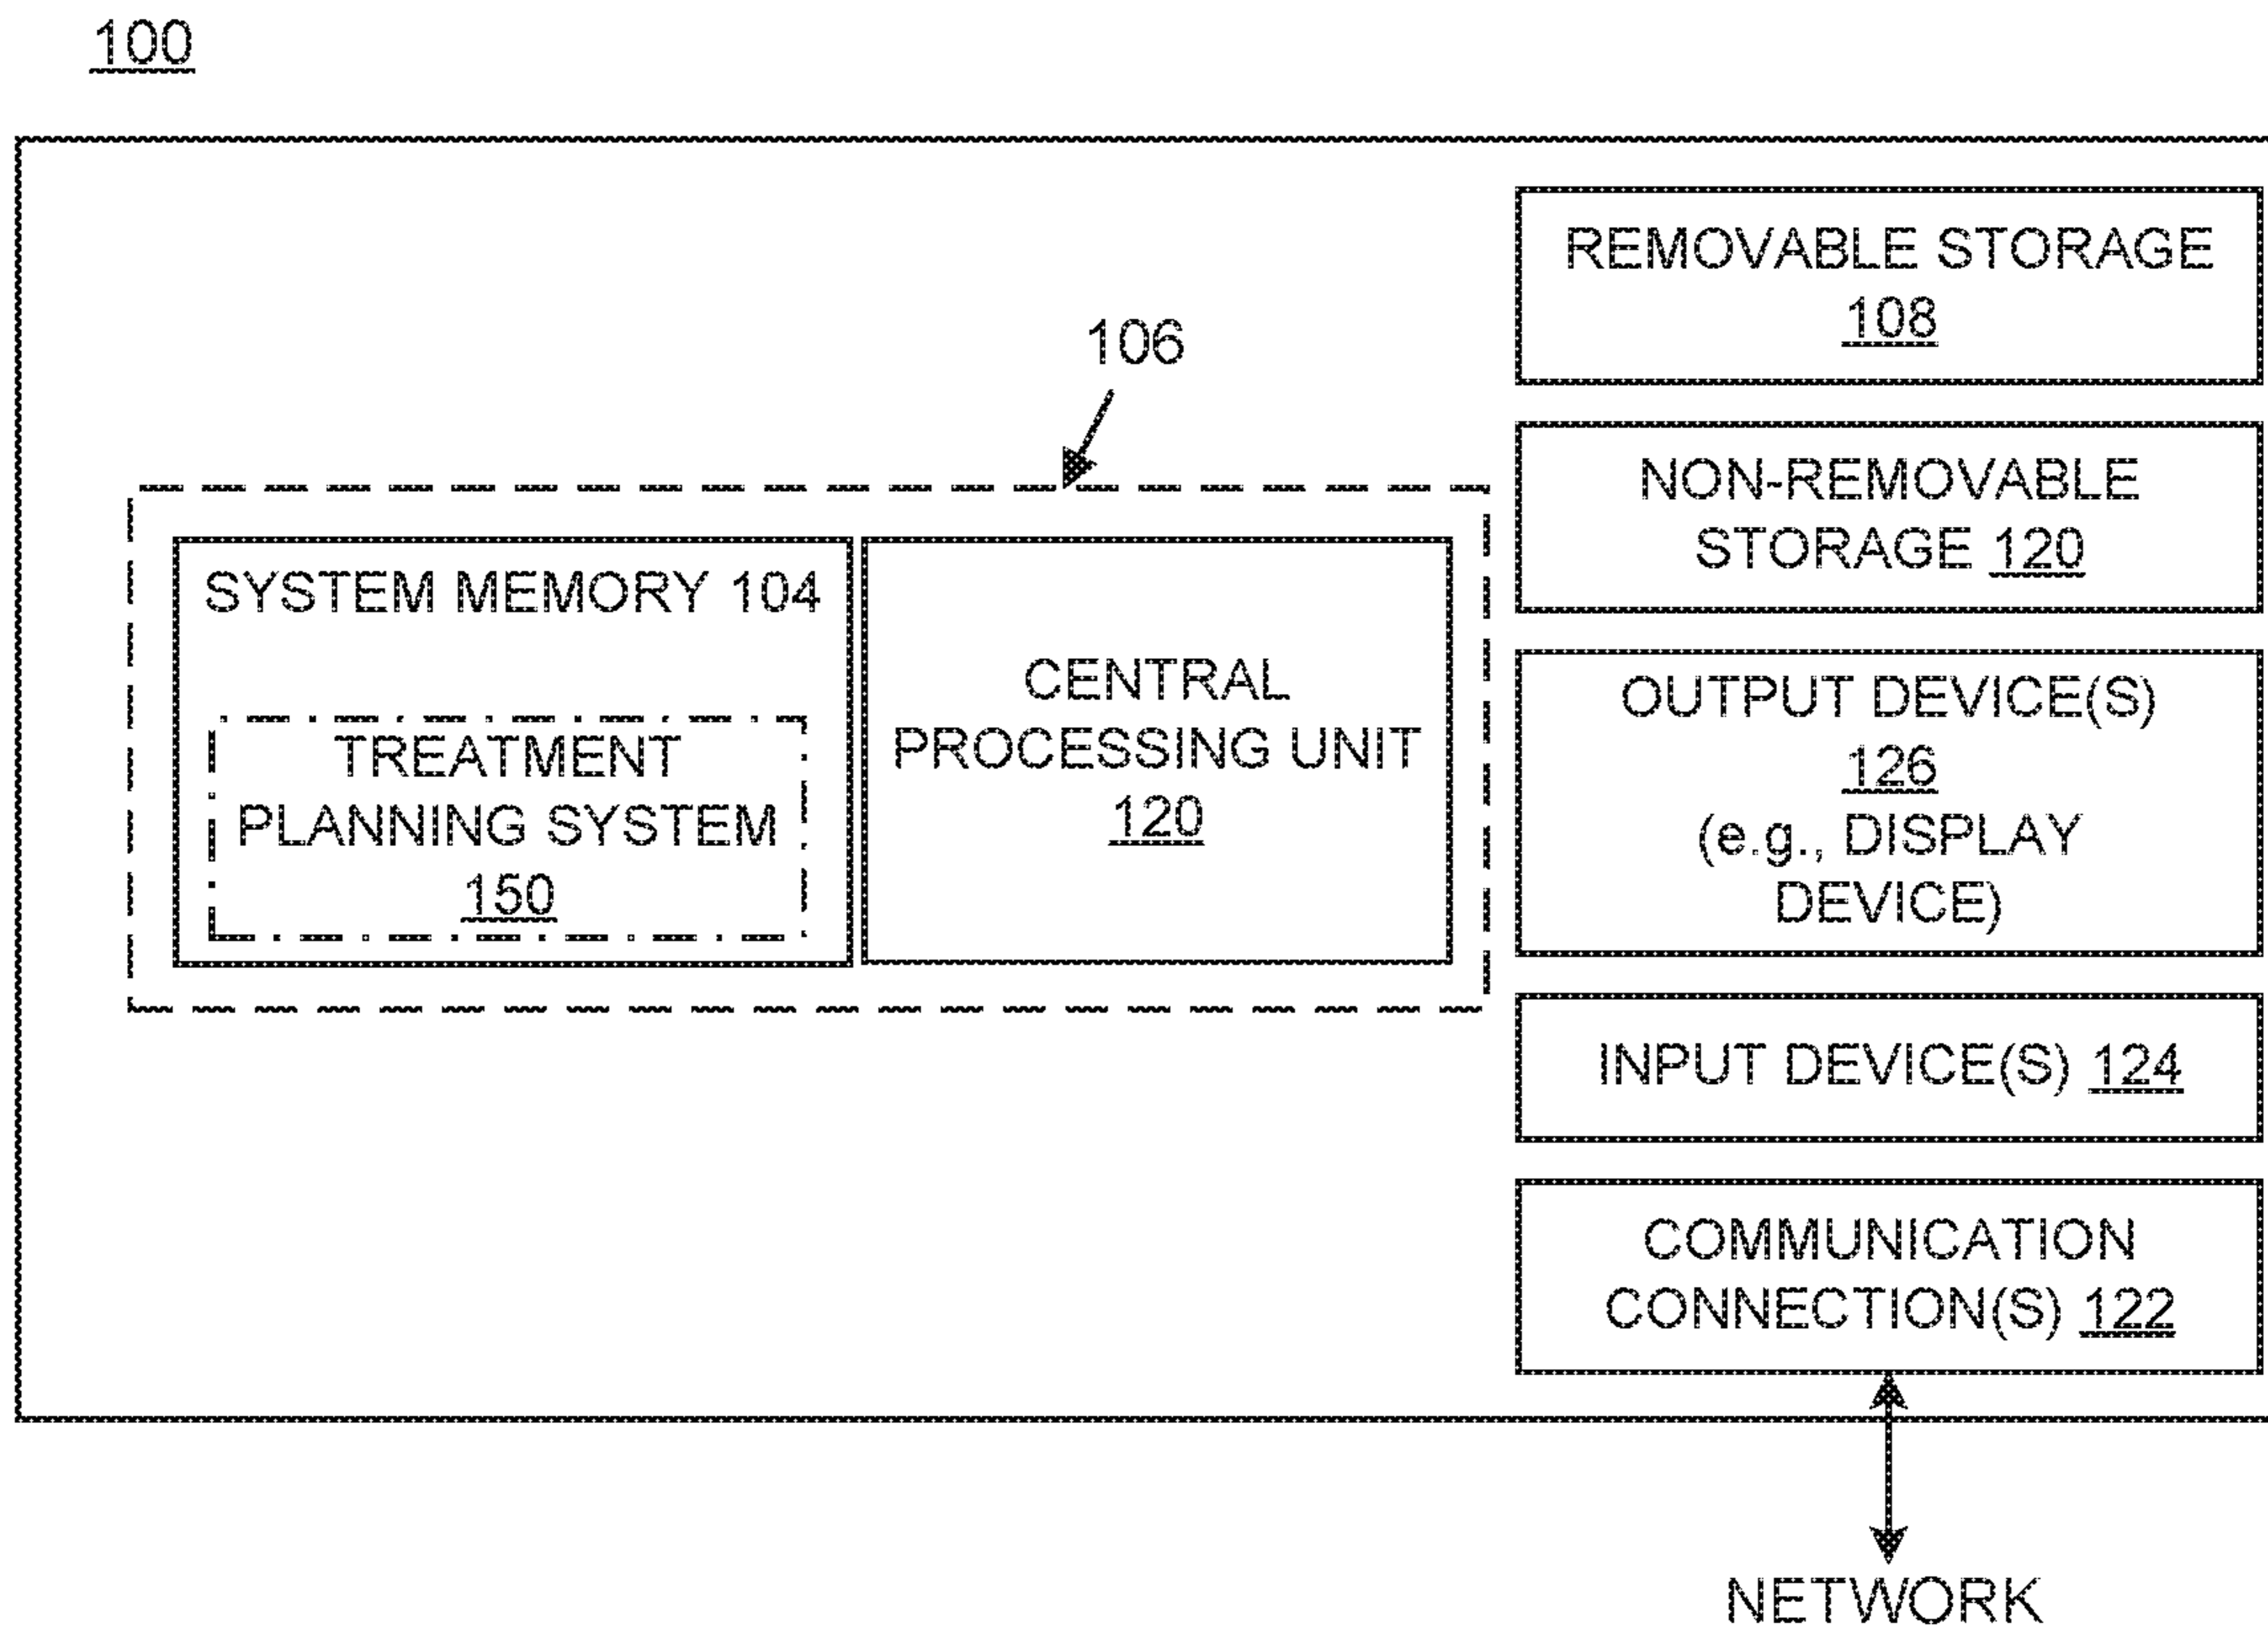 100
106
SYSTEM MEMORY 104
TREATMENT
PLANNING SYSTEM
150
CENTRAL
PROCESSING UNIT
120
REMOVABLE STORAGE
108
NON-REMOVABLE
STORAGE 120
OUTPUT DEVICE(S)
126
(e.g., DISPLAY
DEVICE)
INPUT DEVICE(S) 124
COMMUNICATION
CONNECTION(S) 122
NETWORK